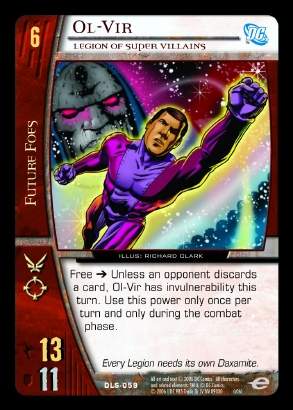 6
OL-VIR
LEGION OF SUPER VILLAINS
DC
FUTURE FOES
ILLUS: RICHARD CLARK
Free ➔ Unless an opponent discards
a card, Ol-Vir has invulnerability this
turn. Use this power only once per
turn and only during the combat
phase.
Every Legion needs its own Daxamite.
13
11
DLS-059